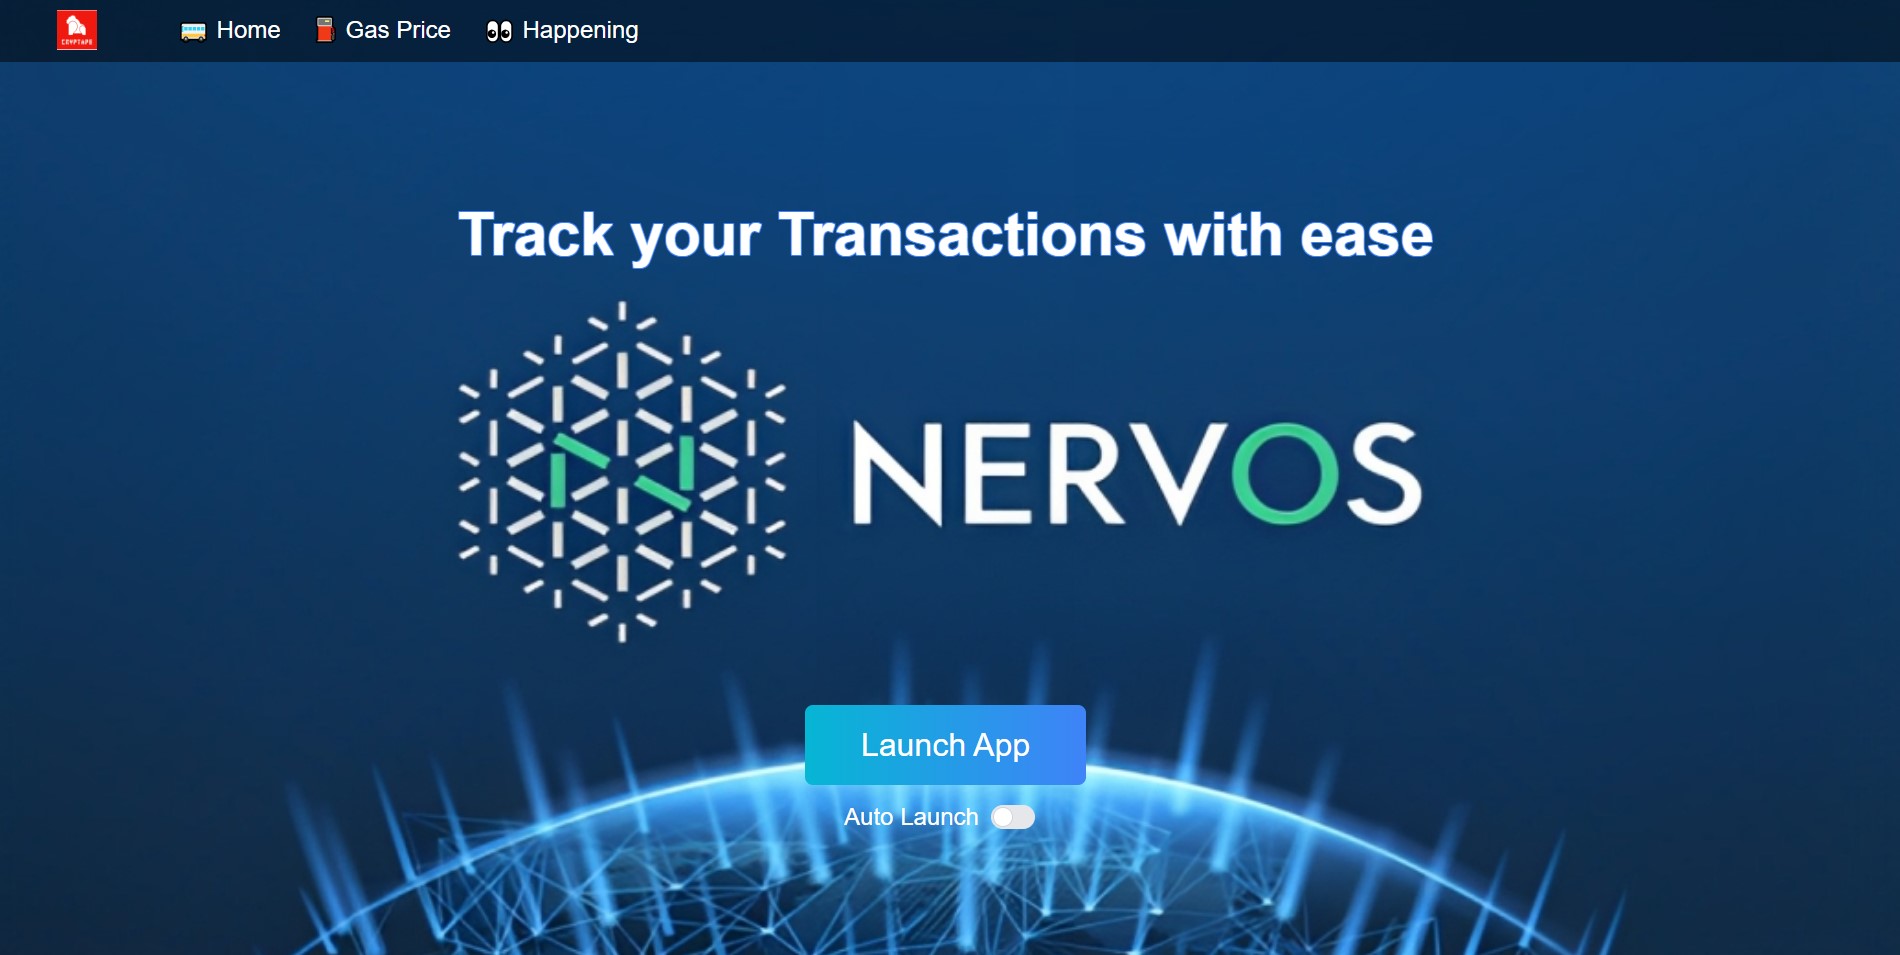 CRYPTAPE
Home
Gas Price
Happening
Track your Transactions with ease
NERVOS
Launch App
Auto Launch